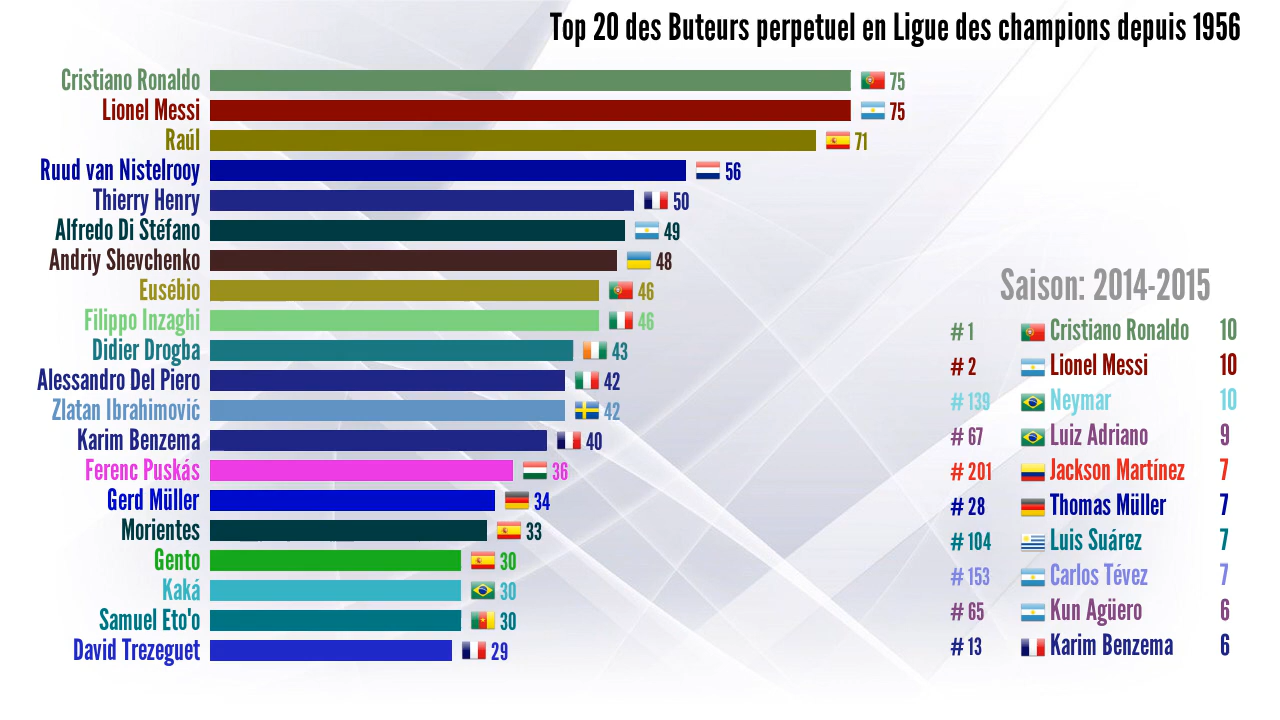 Top 20 des Buteurs perpetuel en Ligue des champions depuis 1956
Cristiano Ronaldo 75
Lionel Messi 75
Raúl 71
Ruud van Nistelrooy 56
Thierry Henry 50
Alfredo Di Stéfano 49
Andriy Shevchenko 48
Eusébio 46
Filippo Inzaghi 46
Didier Drogba 43
Alessandro Del Piero 42
Zlatan Ibrahimović 42
Karim Benzema 40
Ferenc Puskás 36
Gerd Müller 34
Morientes 33
Gento 30
Kaká 30
Samuel Eto'o 30
David Trezeguet 29
Saison: 2014-2015
# 1 Cristiano Ronaldo 10
# 2 Lionel Messi 10
# 139 Neymar 10
# 67 Luiz Adriano 9
# 201 Jackson Martínez 7
# 28 Thomas Müller 7
# 104 Luis Suárez 7
# 153 Carlos Tévez 7
# 65 Kun Agüero 6
# 13 Karim Benzema 6